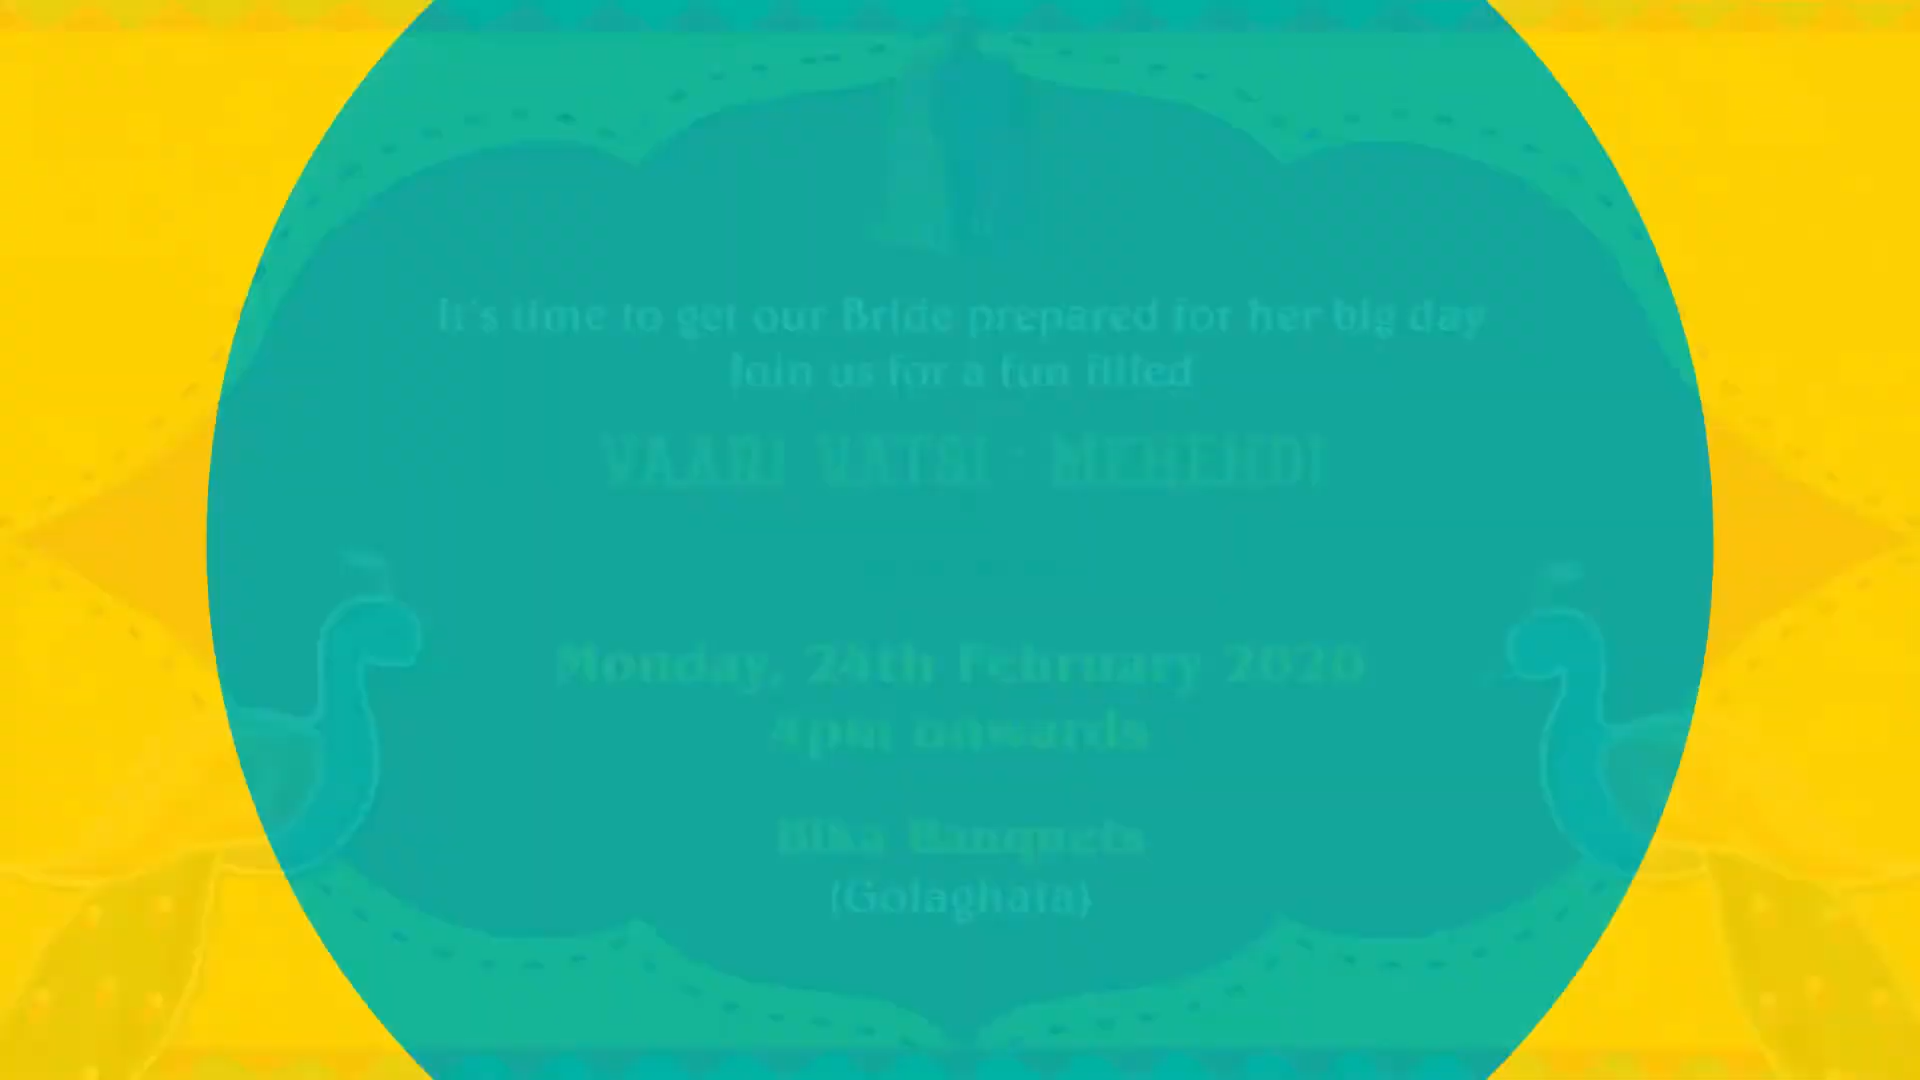 It's time to get our Bride prepared for her big day
Join us for a fun filled
VAARI VATSI - MEHENDI
Monday, 24th February 2020
4pm onwards
Bika Banquets
(Golaghata)